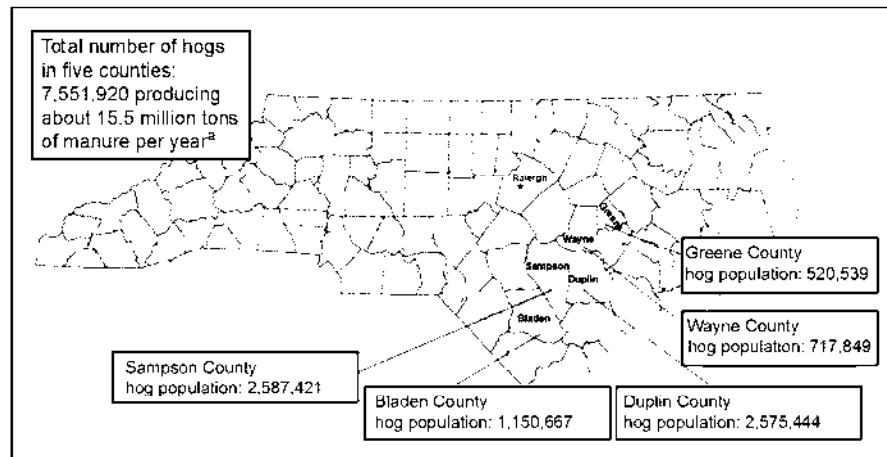 Total number of hogs
in five counties:
7,551,920 producing
about 15.5 million tons
of manure per yearª
Raleigh
Greene
Wayne
Sampson
Duplin
Bladen
Greene County
hog population: 520,539
Wayne County
hog population: 717,849
Sampson County
hog population: 2,587,421
Bladen County
hog population: 1,150,667
Duplin County
hog population: 2,575,444